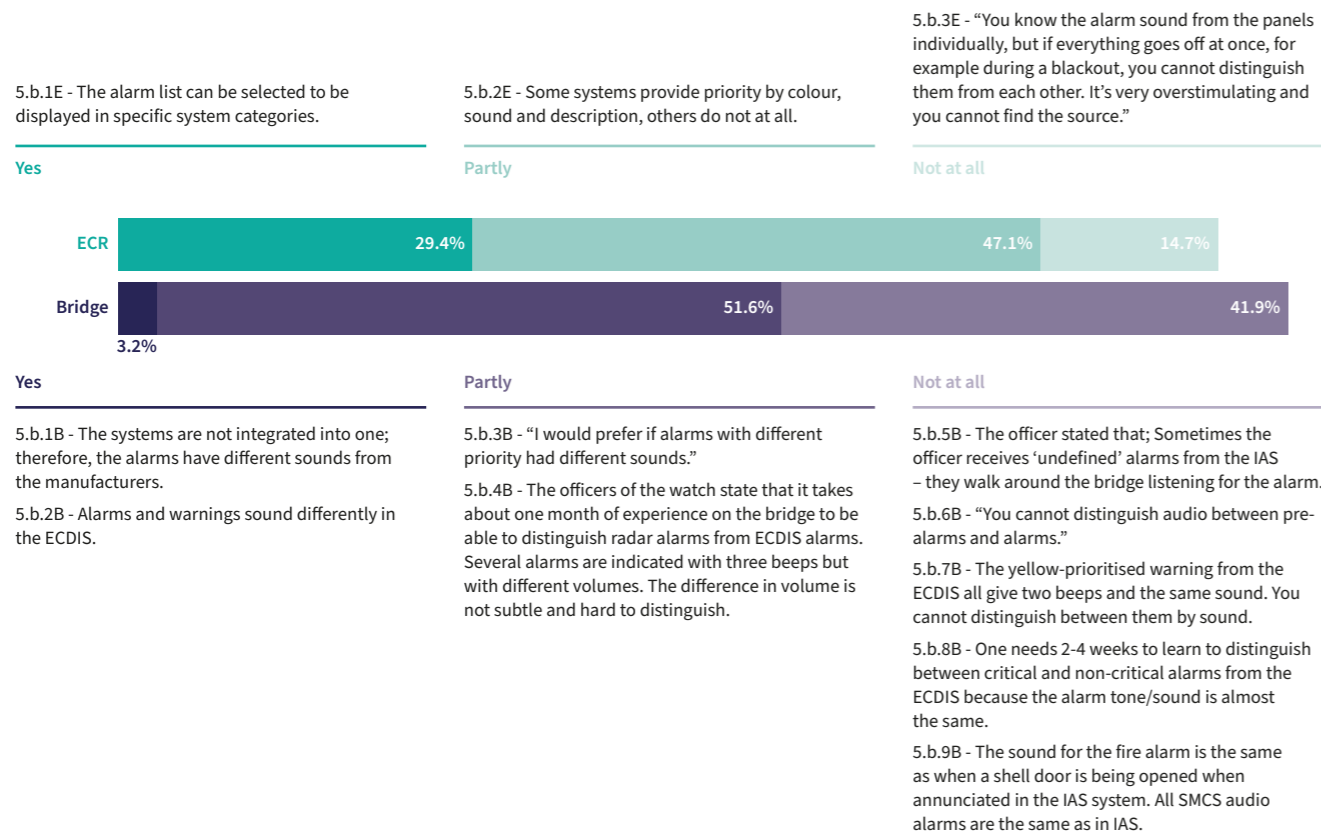 5.b.1E - The alarm list can be selected to be
displayed in specific system categories.
5.b.2E - Some systems provide priority by colour,
sound and description, others do not at all.
5.b.3E - “You know the alarm sound from the panels
individually, but if everything goes off at once, for
example during a blackout, you cannot distinguish
them from each other. It’s very overstimulating and
you cannot find the source.”
Yes
Partly
Not at all
ECR
29.4%
47.1%
14.7%
Bridge
51.6%
41.9%
3.2%
Yes
Partly
Not at all
5.b.1B - The systems are not integrated into one;
therefore, the alarms have different sounds from
the manufacturers.
5.b.2B - Alarms and warnings sound differently in
the ECDIS.
5.b.3B - “I would prefer if alarms with different
priority had different sounds.”
5.b.4B - The officers of the watch state that it takes
about one month of experience on the bridge to be
able to distinguish radar alarms from ECDIS alarms.
Several alarms are indicated with three beeps but
with different volumes. The difference in volume is
not subtle and hard to distinguish.
5.b.5B - The officer stated that; Sometimes the
officer receives ‘undefined’ alarms from the IAS
– they walk around the bridge listening for the alarm.
5.b.6B - “You cannot distinguish audio between pre-
alarms and alarms.”
5.b.7B - The yellow-prioritised warning from the
ECDIS all give two beeps and the same sound. You
cannot distinguish between them by sound.
5.b.8B - One needs 2-4 weeks to learn to distinguish
between critical and non-critical alarms from the
ECDIS because the alarm tone/sound is almost
the same.
5.b.9B - The sound for the fire alarm is the same
as when a shell door is being opened when
annunciated in the IAS system. All SMCS audio
alarms are the same as in IAS.